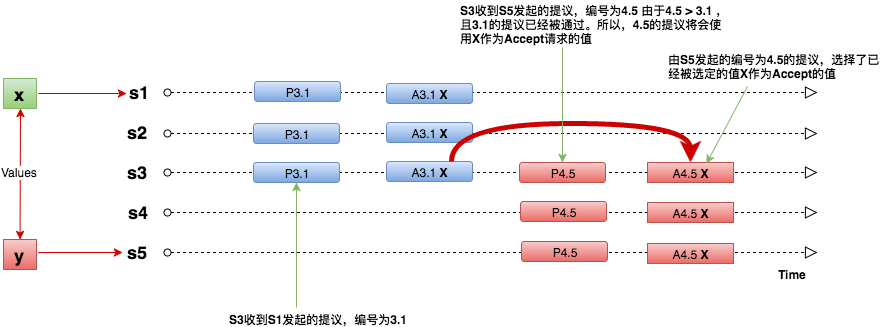 S3收到S5发起的提议，编号为4.5 由于4.5 > 3.1 ，
且3.1的提议已经被通过。所以，4.5的提议将会
使用X作为Accept请求的值
由S5发起的编号为4.5的提议，选择了已
经被选定的值X作为Accept的值
x
s1
P3.1
A3.1 X
s2
P3.1
A3.1 X
Values
s3
P3.1
A3.1 X
P4.5
A4.5 X
s4
P4.5
A4.5 X
y
s5
P4.5
A4.5 X
Time
S3收到S1发起的提议，编号为3.1